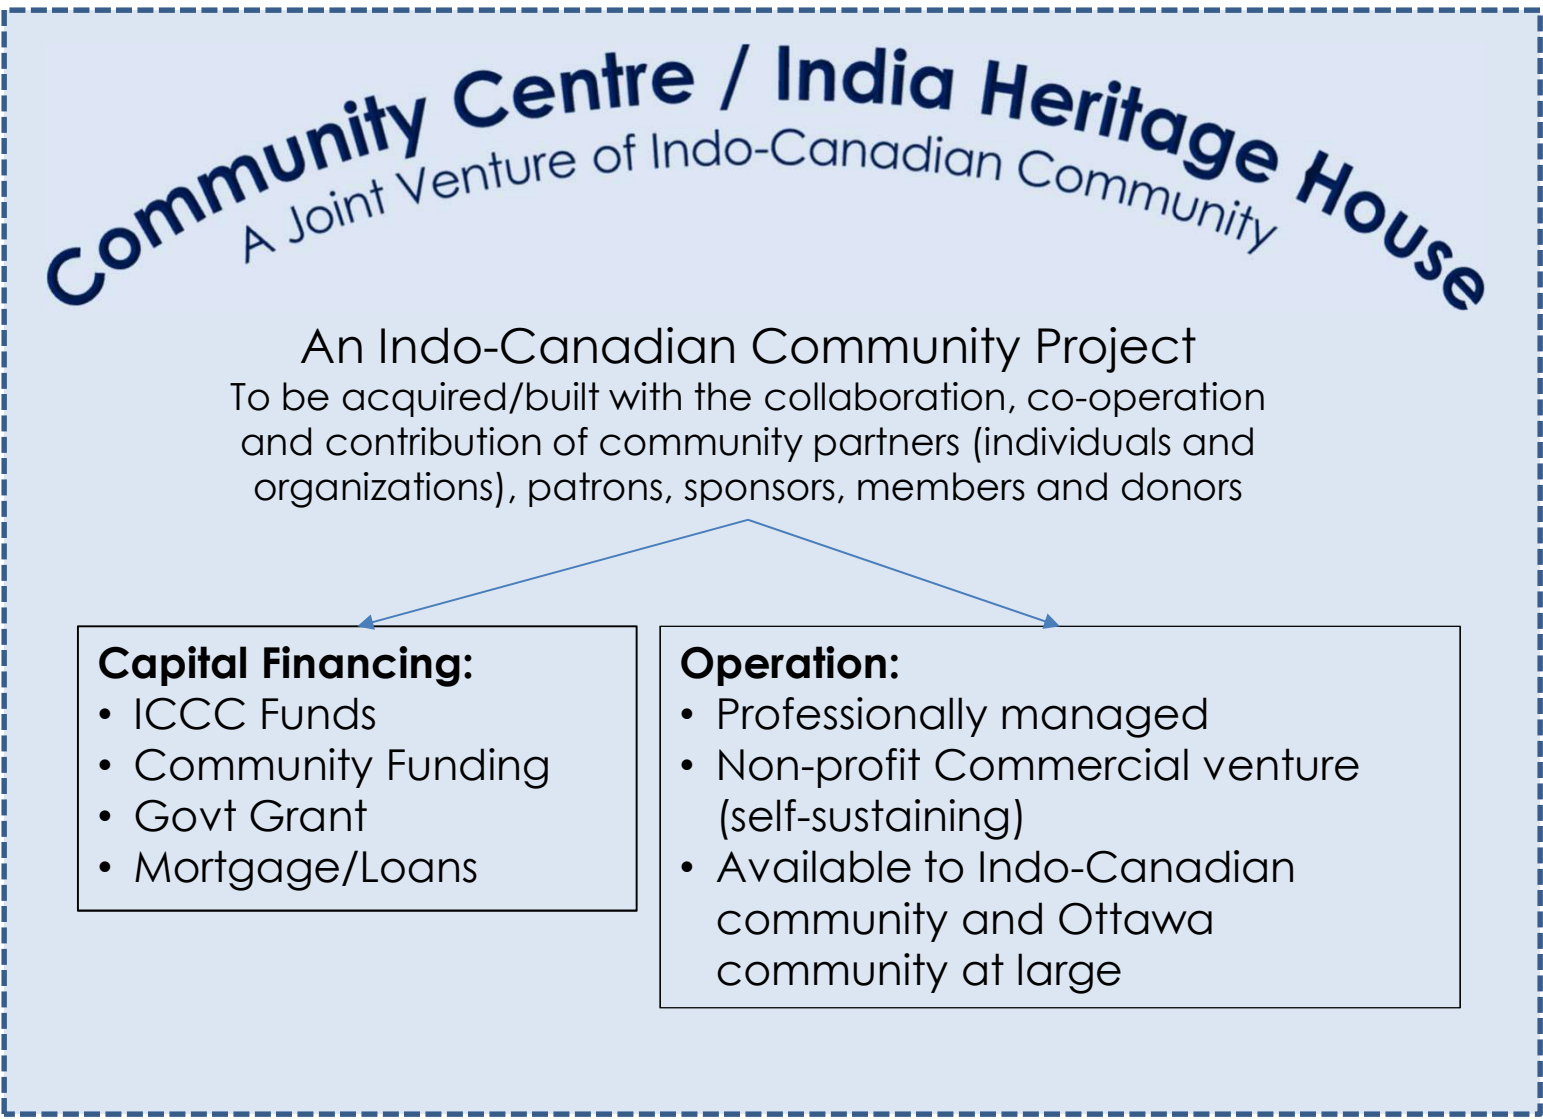 Community Centre / India Heritage House
A Joint Venture of Indo-Canadian Community
An Indo-Canadian Community Project
To be acquired/built with the collaboration, co-operation
and contribution of community partners (individuals and
organizations), patrons, sponsors, members and donors
Capital Financing:
• ICCC Funds
• Community Funding
• Govt Grant
• Mortgage/Loans
Operation:
• Professionally managed
• Non-profit Commercial venture
(self-sustaining)
• Available to Indo-Canadian
community and Ottawa
community at large